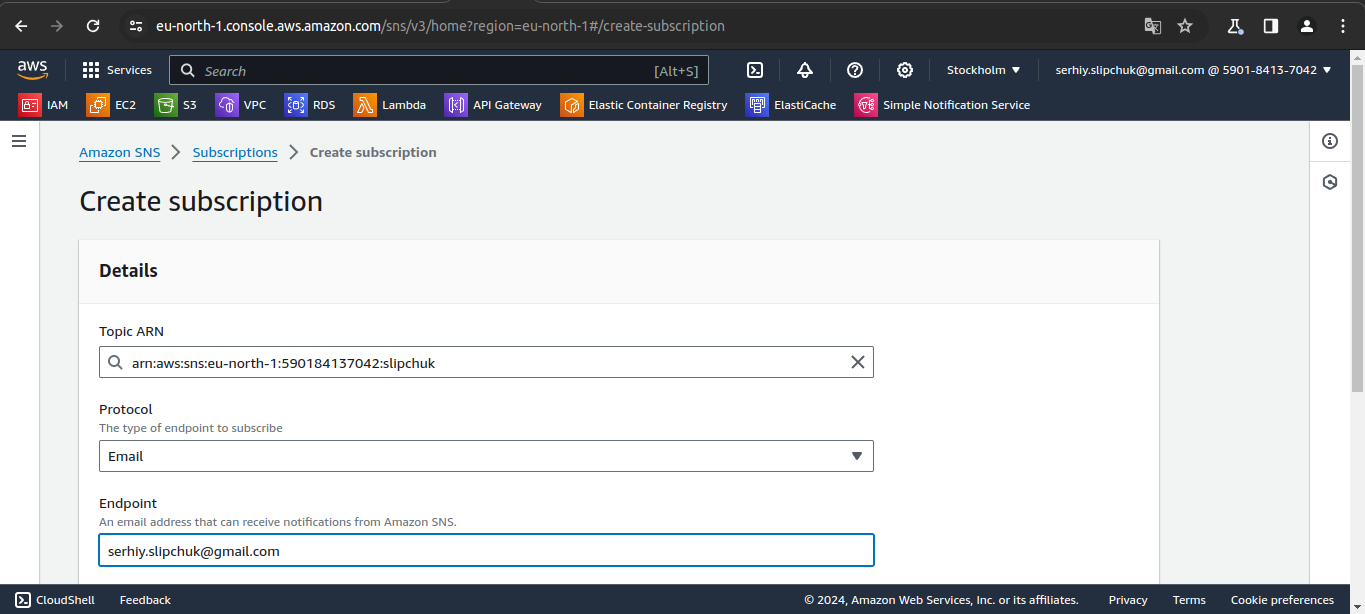 eu-north-1.console.aws.amazon.com/sns/v3/home?region=eu-north-1#/create-subscription
aws Services Search [Alt+S] Stockholm serhiy.slipchuk@gmail.com @ 5901-8413-7042
IAM EC2 S3 VPC RDS Lambda API Gateway Elastic Container Registry ElastiCache Simple Notification Service
Amazon SNS Subscriptions Create subscription
Create subscription
Details
Topic ARN
arn:aws:sns:eu-north-1:590184137042:slipchuk
Protocol
The type of endpoint to subscribe
Email
Endpoint
An email address that can receive notifications from Amazon SNS.
serhiy.slipchuk@gmail.com
CloudShell Feedback © 2024, Amazon Web Services, Inc. or its affiliates. Privacy Terms Cookie preferences